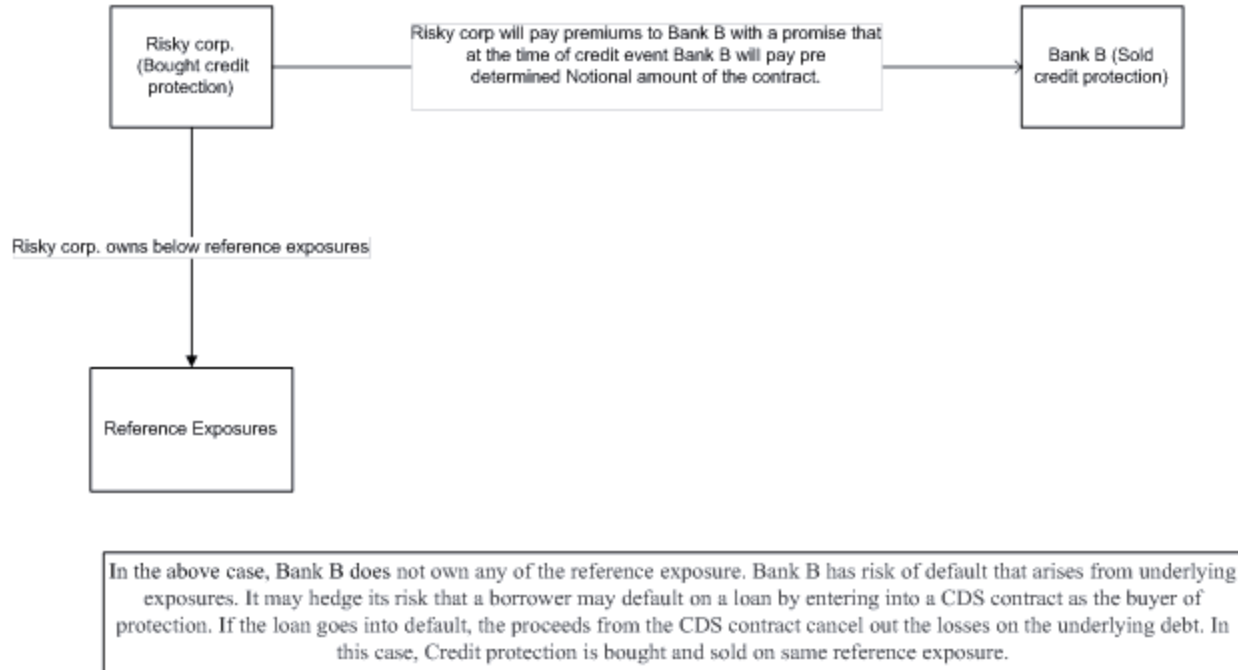 Risky corp.
(Bought credit
protection)
Risky corp will pay premiums to Bank B with a promise that
at the time of credit event Bank B will pay pre
determined Notional amount of the contract.
Bank B (Sold
credit protection)
Risky corp. owns below reference exposures
Reference Exposures
In the above case, Bank B does not own any of the reference exposure. Bank B has risk of default that arises from underlying
exposures. It may hedge its risk that a borrower may default on a loan by entering into a CDS contract as the buyer of
protection. If the loan goes into default, the proceeds from the CDS contract cancel out the losses on the underlying debt. In
this case, Credit protection is bought and sold on same reference exposure.